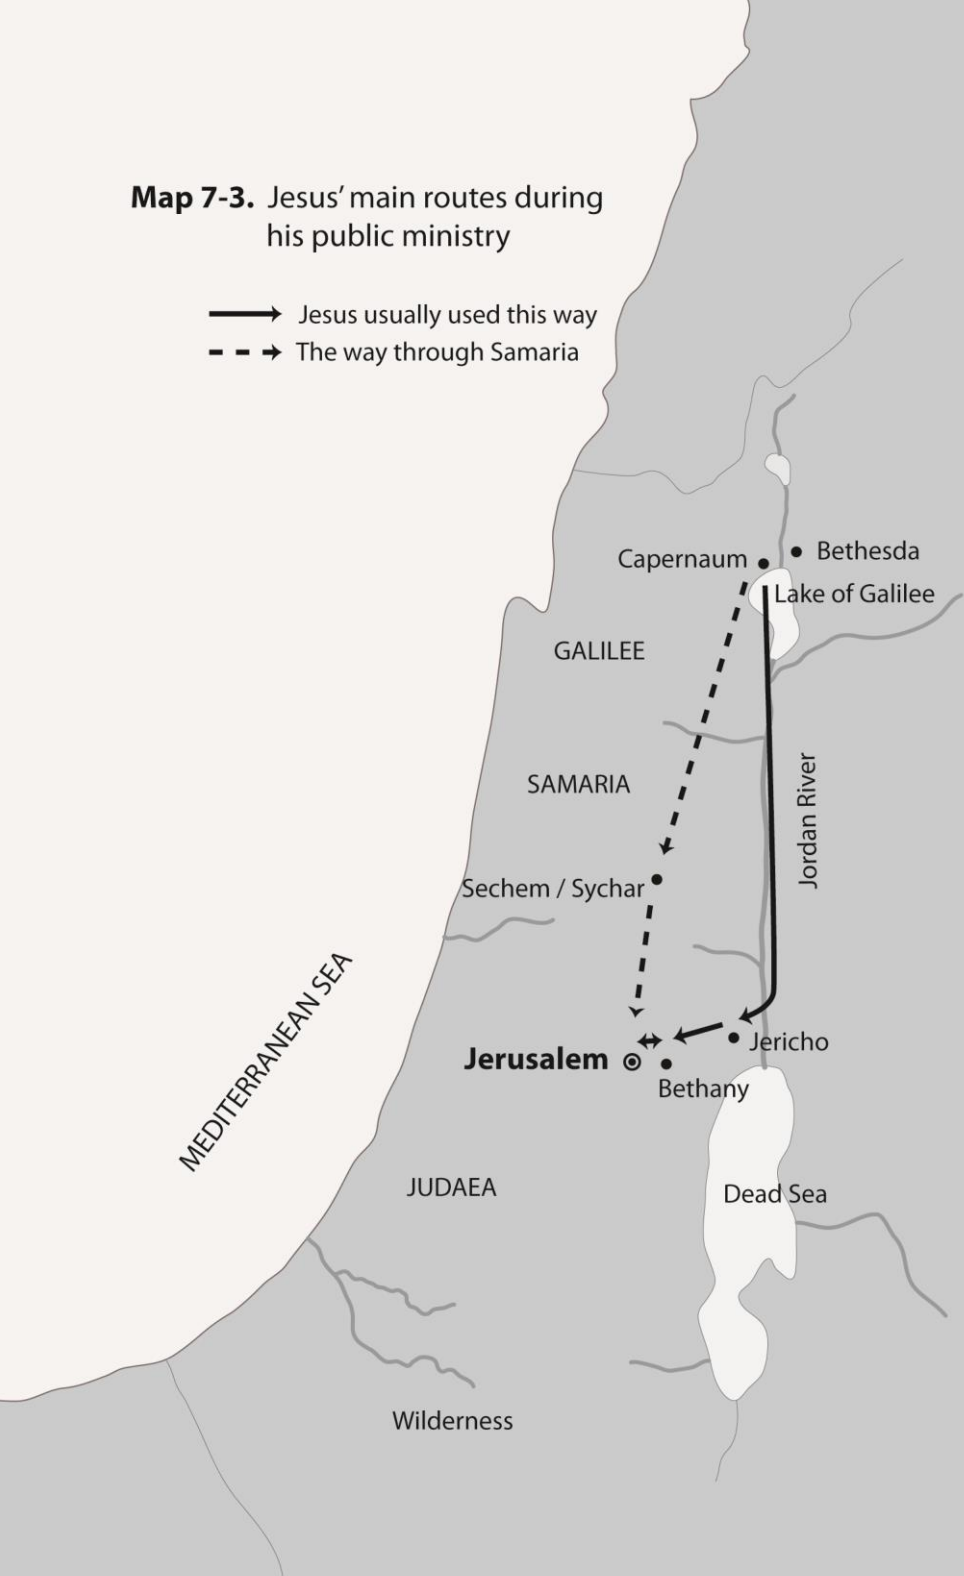 Map 7-3. Jesus' main routes during
his public ministry
Jesus usually used this way
The way through Samaria
Capernaum
Bethesda
Lake of Galilee
GALILEE
SAMARIA
Jordan River
Sechem / Sychar
MEDITERRANEAN SEA
Jericho
Jerusalem
Bethany
JUDAEA
Dead Sea
Wilderness